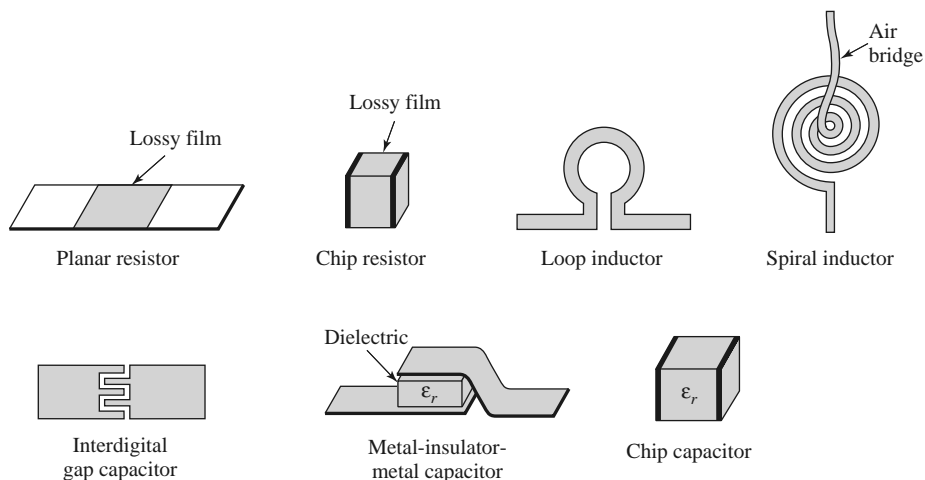 Air
bridge
Lossy film
Lossy film
Planar resistor
Chip resistor
Loop inductor
Spiral inductor
Dielectric
εr
εr
Interdigital
gap capacitor
Metal-insulator-
metal capacitor
Chip capacitor